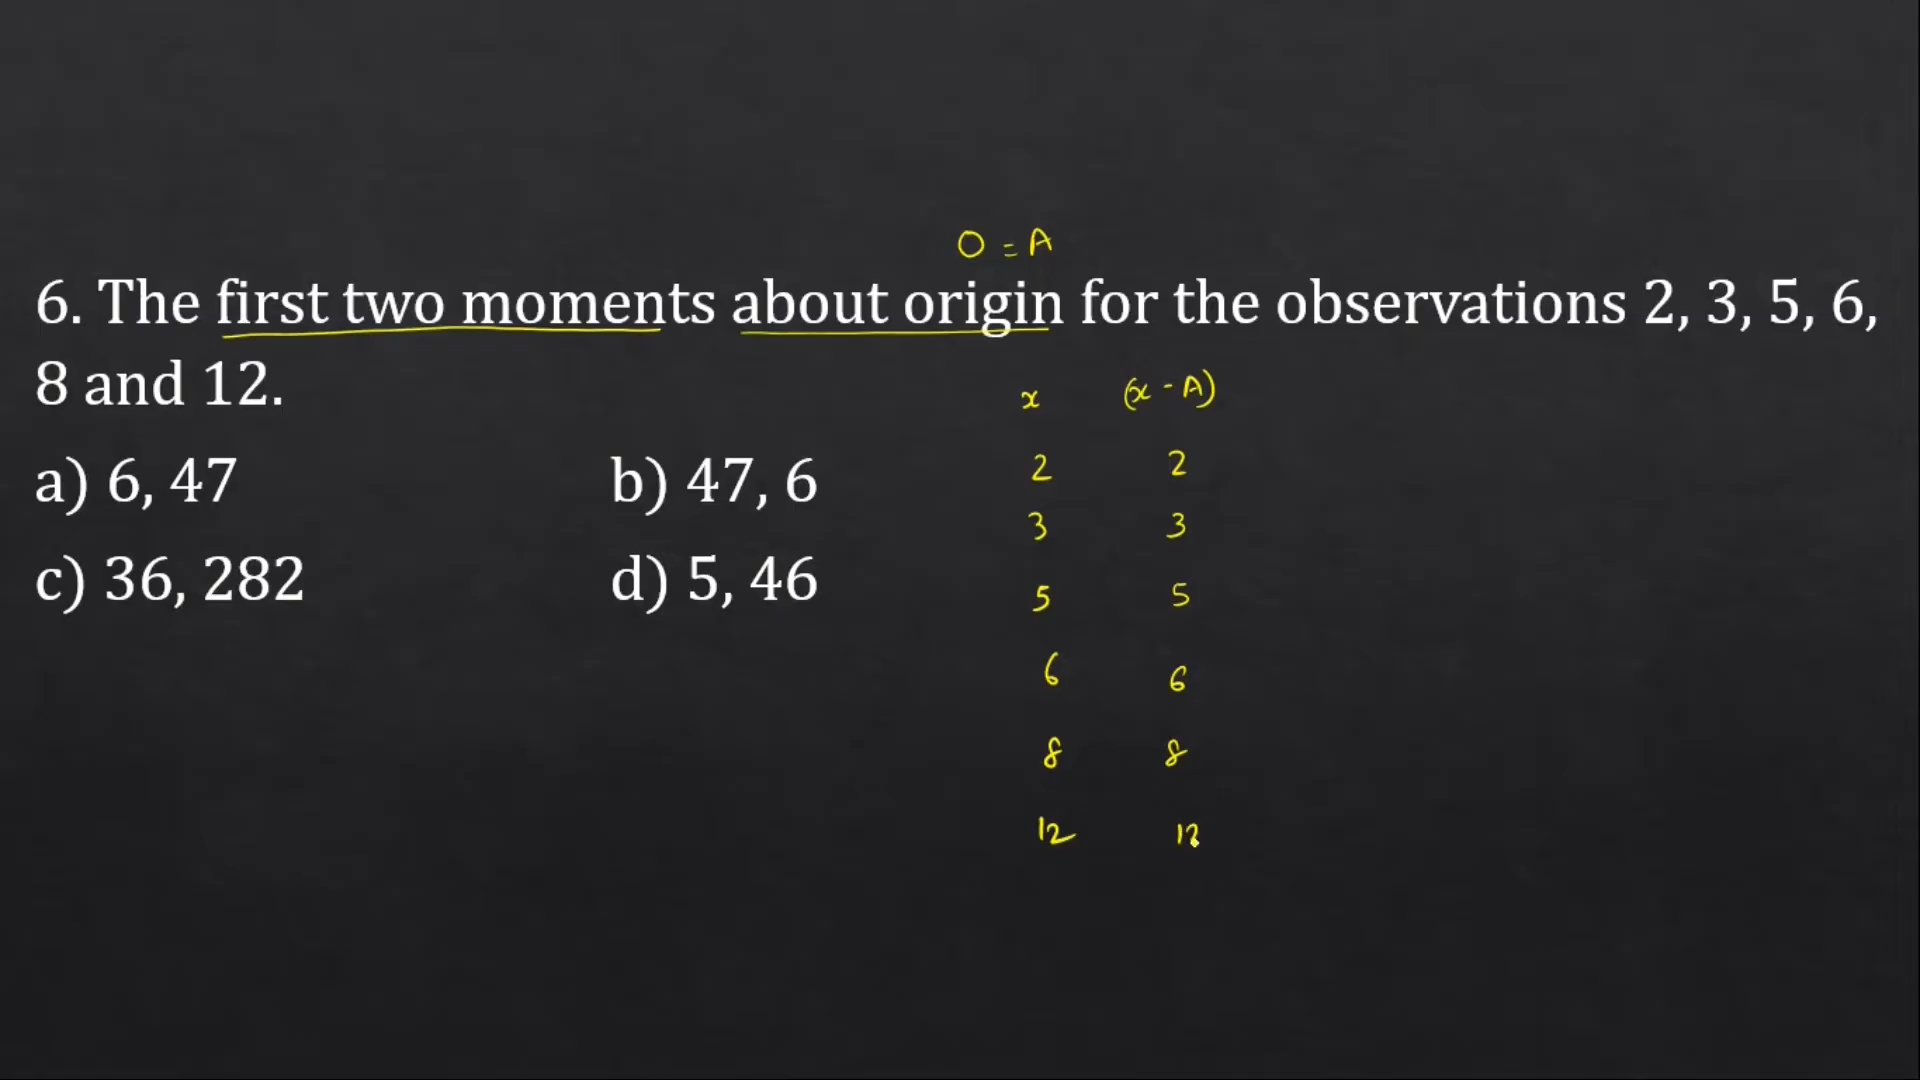 0 = A
6. The first two moments about origin for the observations 2, 3, 5, 6,
8 and 12.
x (x - A)
a) 6, 47 b) 47, 6
2 2
3 3
c) 36, 282 d) 5, 46
5 5
6 6
8 8
12 12